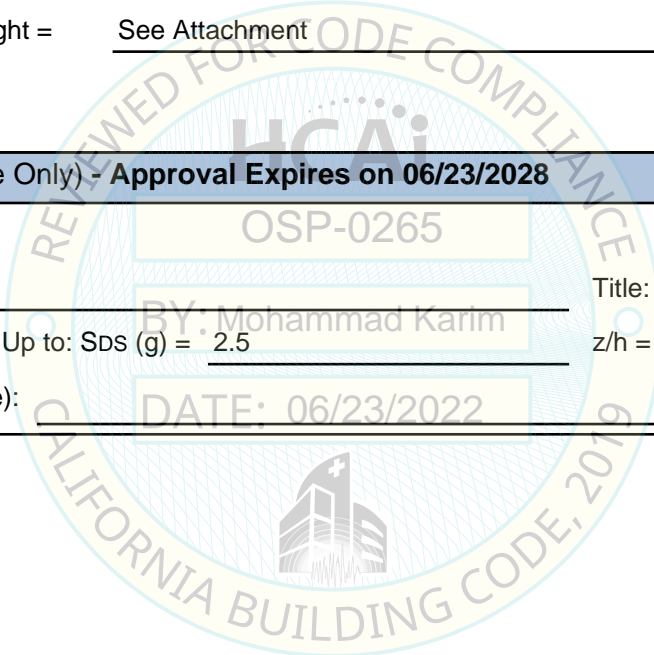 ght = See Attachment
REVIEWED FOR CODE COMPLIANCE
HCAi
e Only) - Approval Expires on 06/23/2028
OSP-0265
Title:
BY: Mohammad Karim
Up to: SDS (g) = 2.5 z/h =
e):
DATE: 06/23/2022
CALIFORNIA BUILDING CODE, 2019